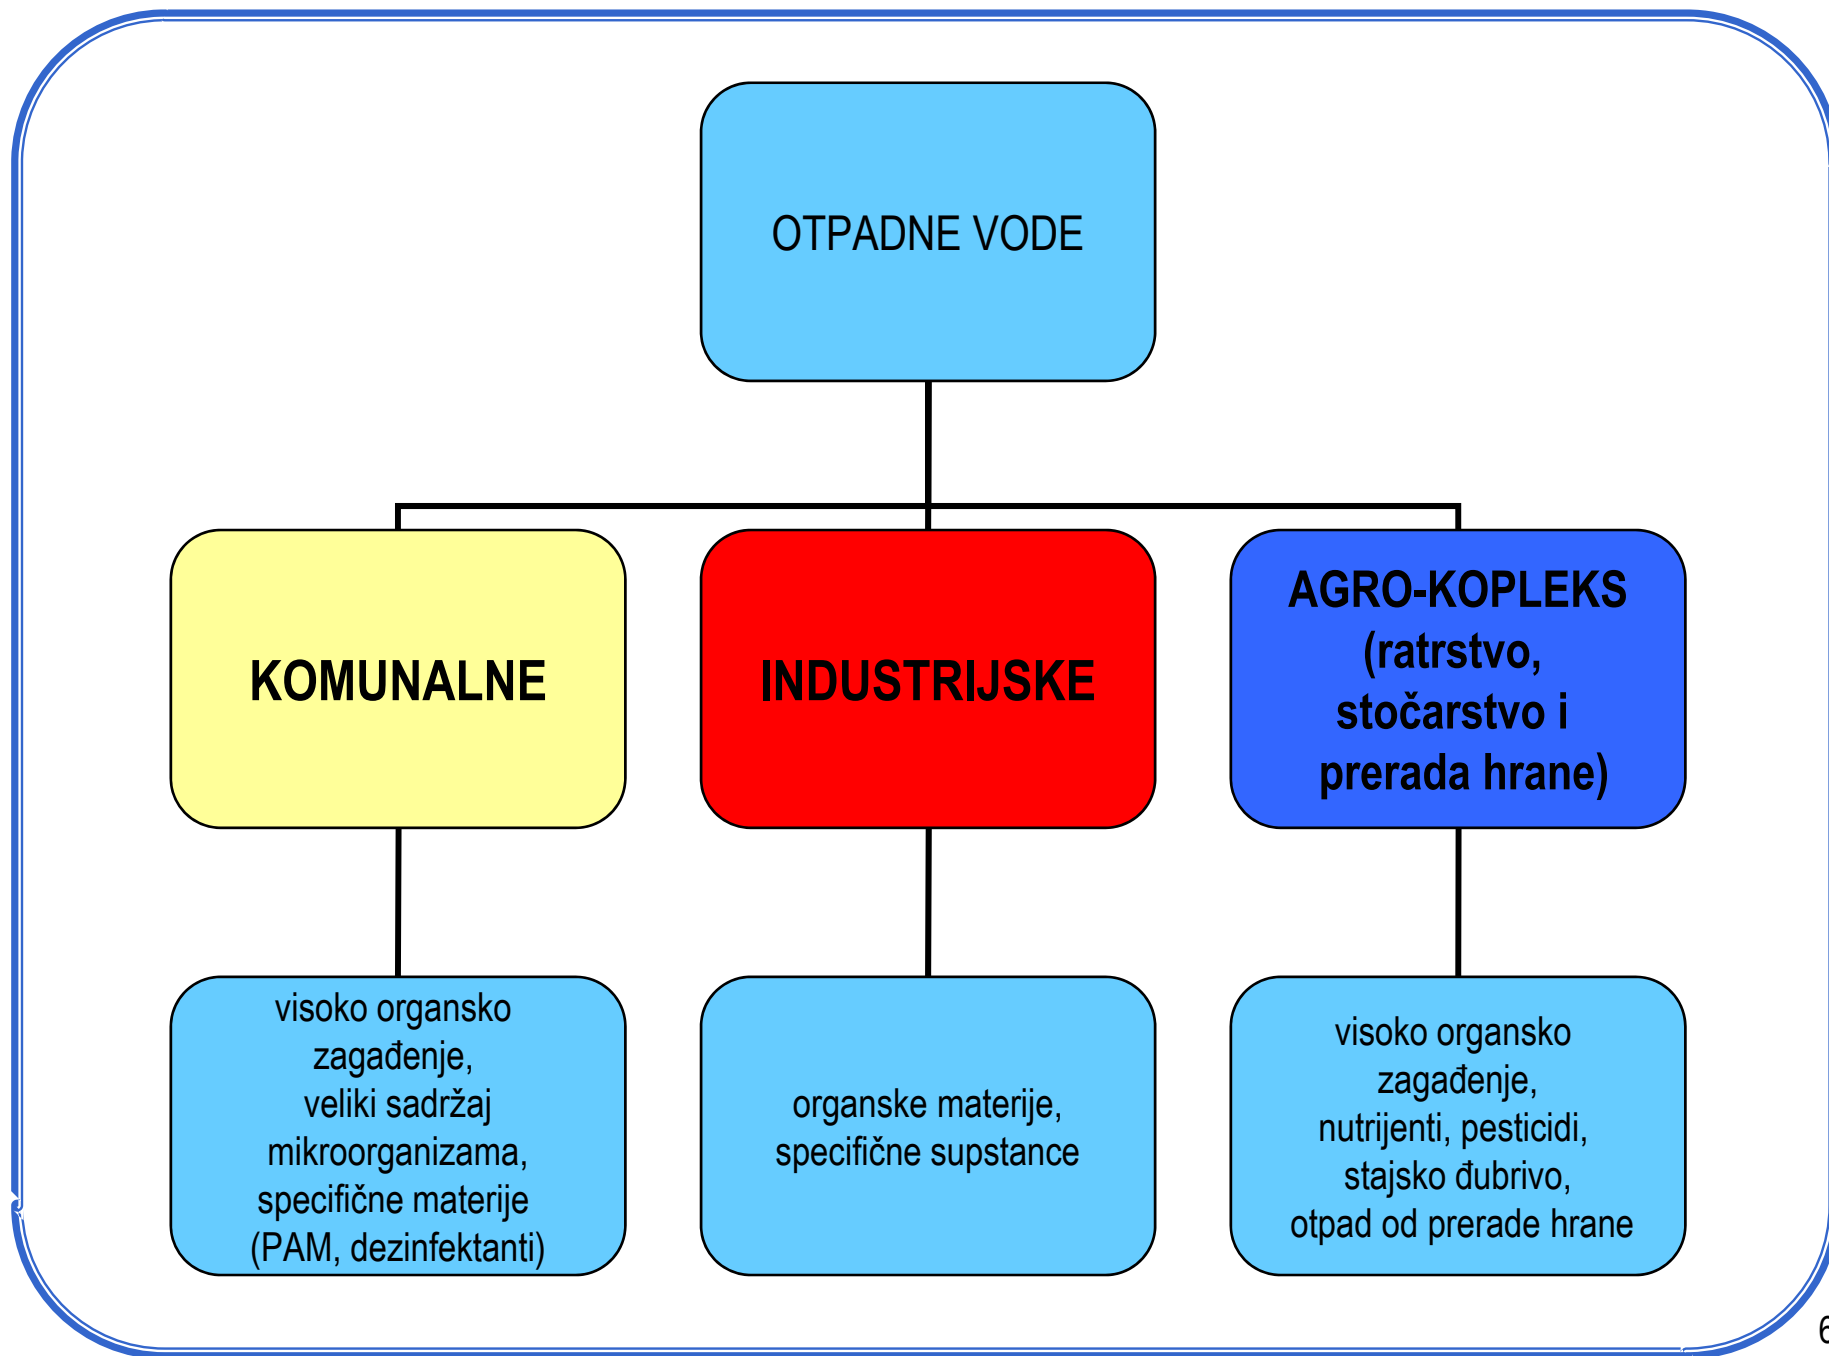 OTPADNE VODE
KOMUNALNE
INDUSTRIJSKE
AGRO-KOPLEKS
(ratrstvo,
stočarstvo i
prerada hrane)
visoko organsko
zagađenje,
veliki sadržaj
mikroorganizama,
specifične materije
(PAM, dezinfektanti)
organske materije,
specifične supstance
visoko organsko
zagađenje,
nutrijenti, pesticidi,
stajsko đubrivo,
otpad od prerade hrane
6